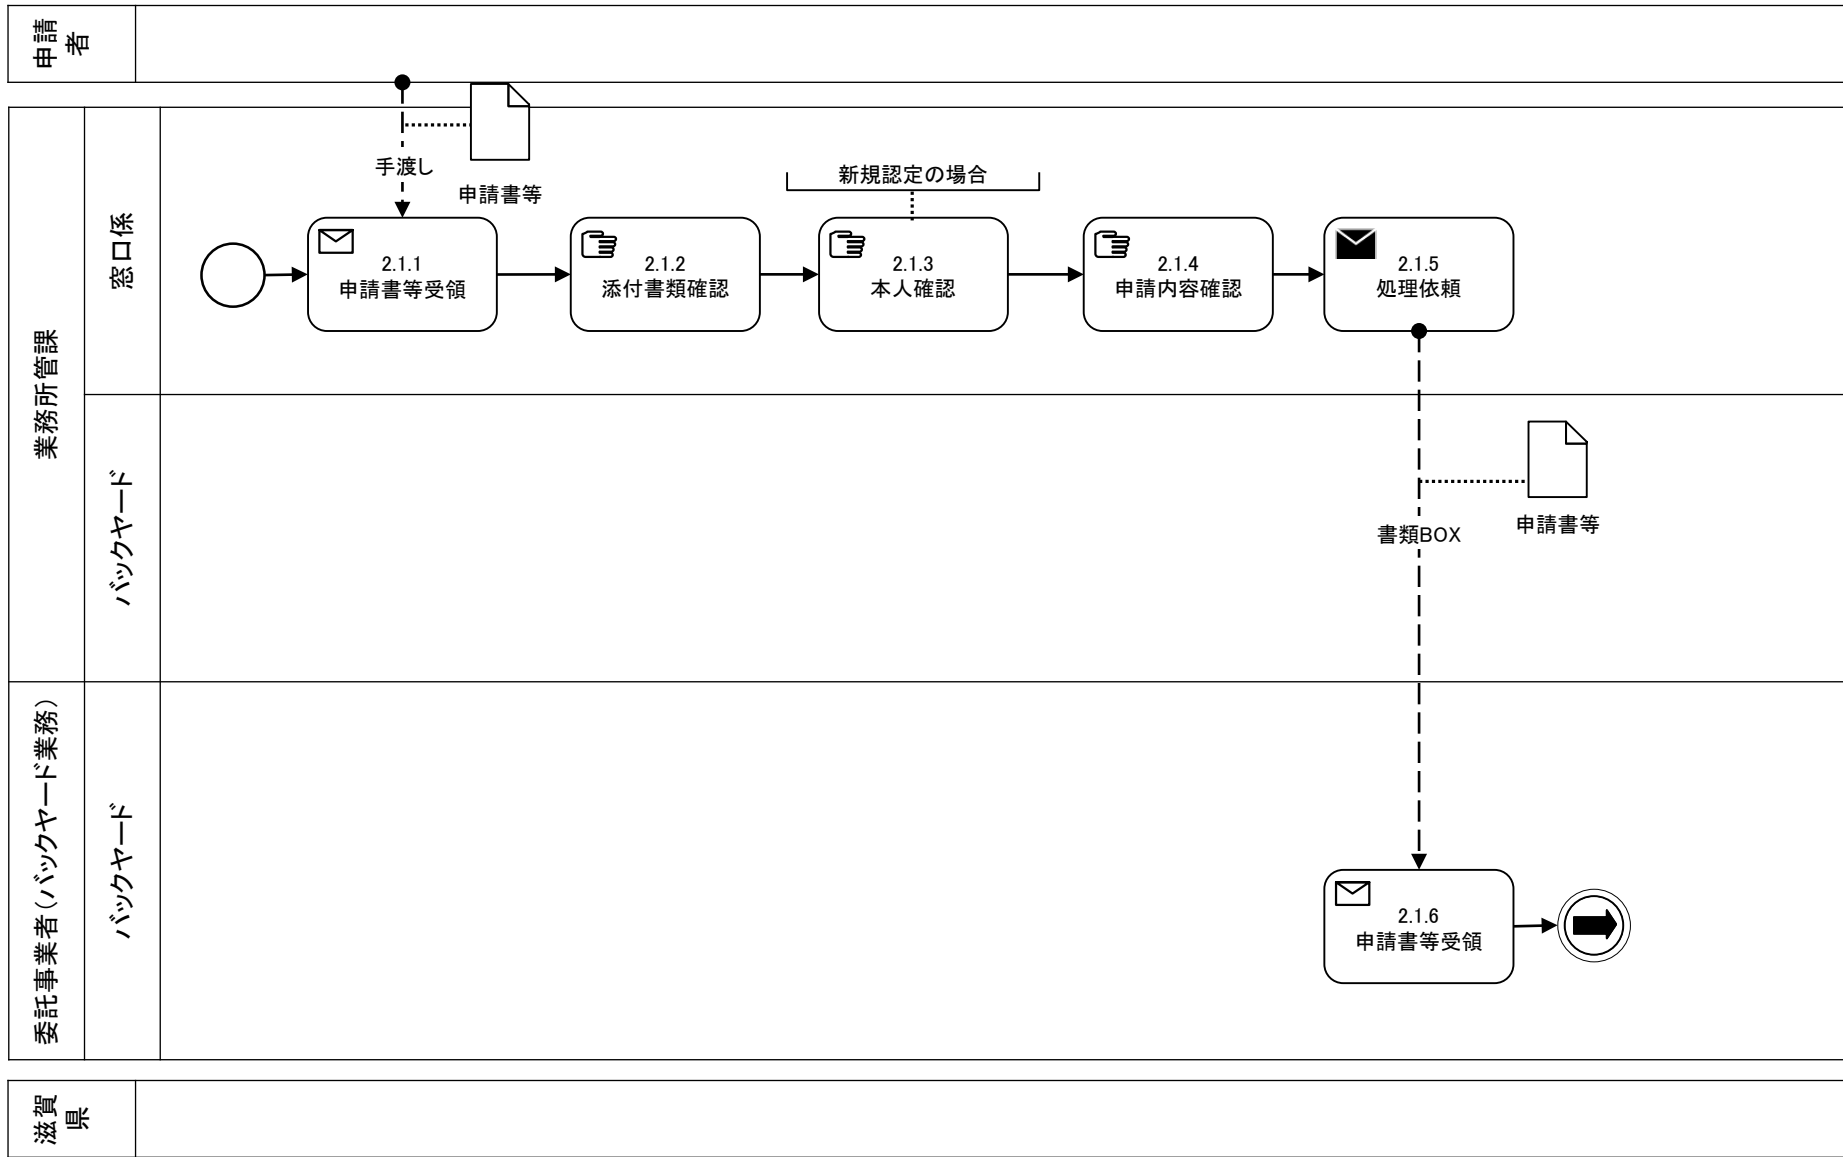 申請
者
業務所管課
窓口係
手渡し
申請書等
新規認定の場合
2.1.1
申請書等受領
2.1.2
添付書類確認
2.1.3
本人確認
2.1.4
申請内容確認
2.1.5
処理依頼
バックヤード
書類BOX
申請書等
委託事業者（バックヤード業務）
バックヤード
2.1.6
申請書等受領
滋賀
県